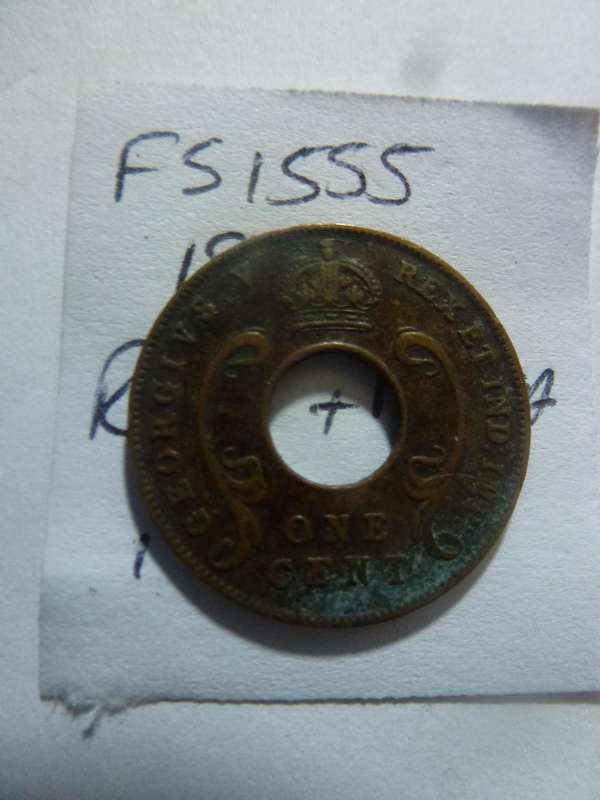 FS1555
GEORGIVS V REX ET IND:IMP:
ONE
CENT